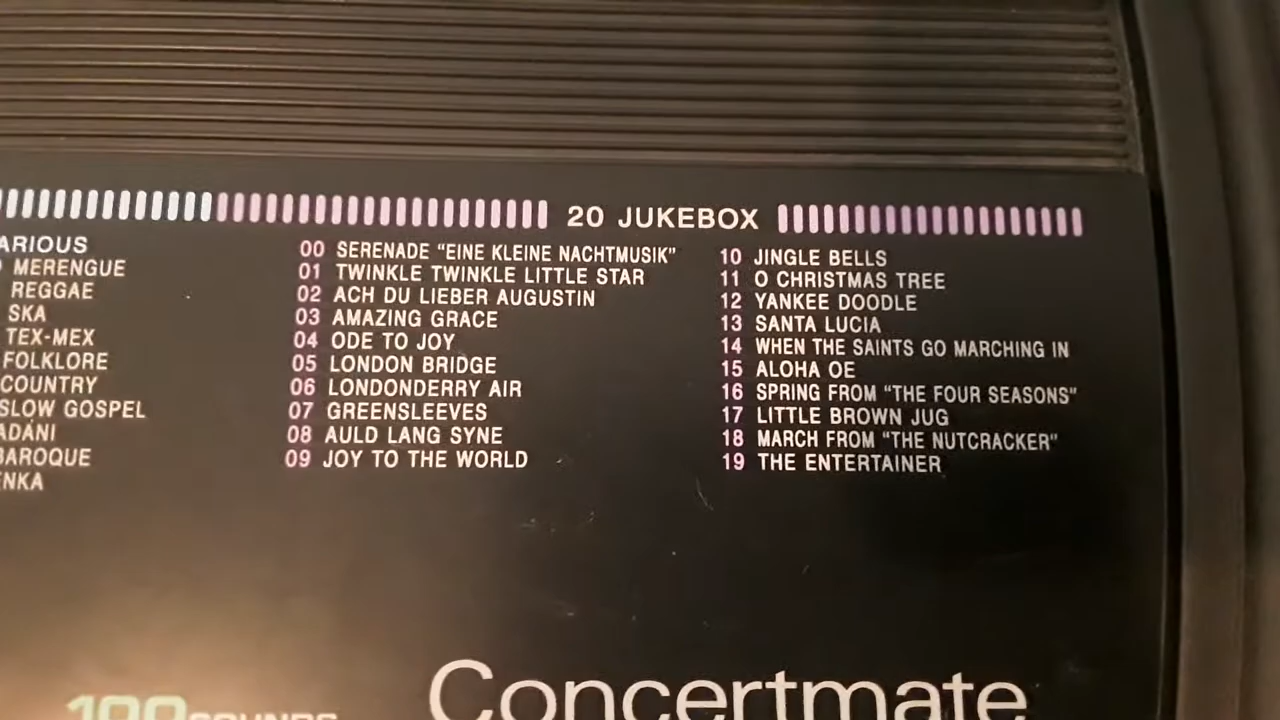 20 JUKEBOX
MERENGUE
REGGAE
SKA
TEX-MEX
FOLKLORE
COUNTRY
SLOW GOSPEL
00 SERENADE “EINE KLEINE NACHTMUSIK”
01 TWINKLE TWINKLE LITTLE STAR
02 ACH DU LIEBER AUGUSTIN
03 AMAZING GRACE
04 ODE TO JOY
05 LONDON BRIDGE
06 LONDONDERRY AIR
07 GREENSLEEVES
08 AULD LANG SYNE
09 JOY TO THE WORLD
10 JINGLE BELLS
11 O CHRISTMAS TREE
12 YANKEE DOODLE
13 SANTA LUCIA
14 WHEN THE SAINTS GO MARCHING IN
15 ALOHA OE
16 SPRING FROM “THE FOUR SEASONS”
17 LITTLE BROWN JUG
18 MARCH FROM “THE NUTCRACKER”
19 THE ENTERTAINER
Concertmate
100 SOUNDS